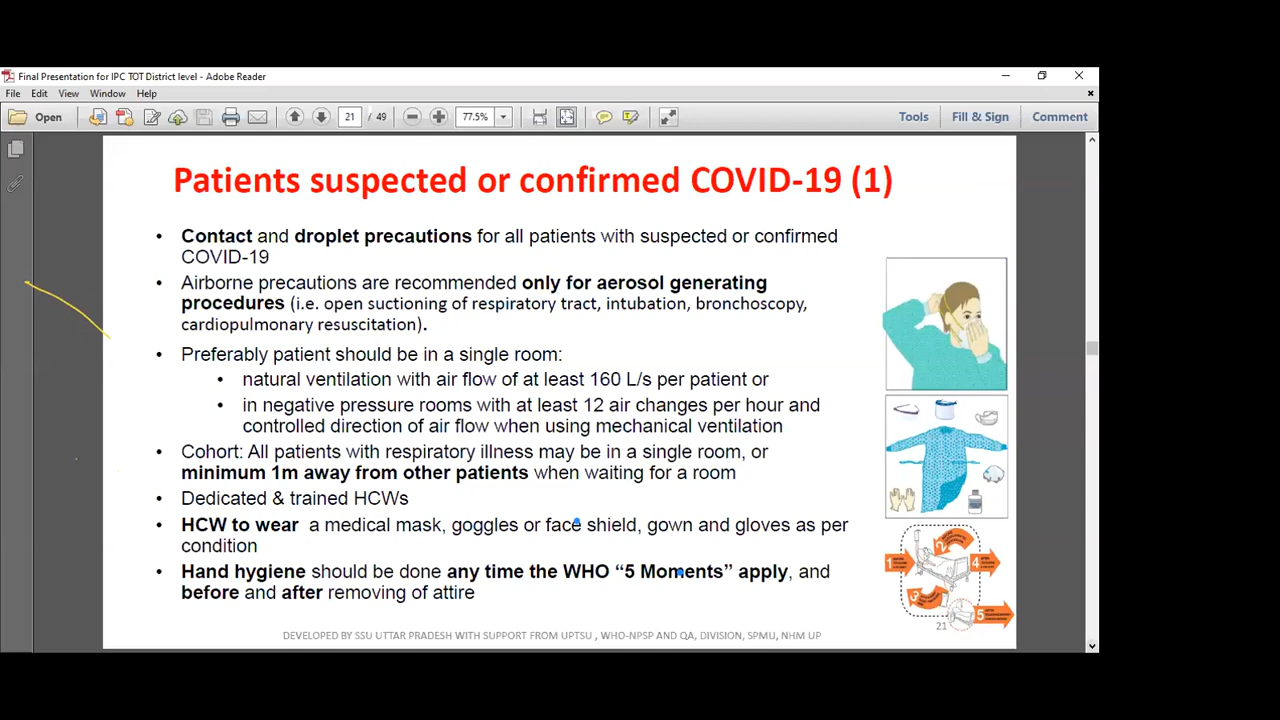 Final Presentation for IPC TOT District level - Adobe Reader
File Edit View Window Help
Open 21 / 49 77.5% Tools Fill & Sign Comment
Patients suspected or confirmed COVID-19 (1)
• Contact and droplet precautions for all patients with suspected or confirmed
COVID-19
• Airborne precautions are recommended only for aerosol generating
procedures (i.e. open suctioning of respiratory tract, intubation, bronchoscopy,
cardiopulmonary resuscitation).
• Preferably patient should be in a single room:
• natural ventilation with air flow of at least 160 L/s per patient or
• in negative pressure rooms with at least 12 air changes per hour and
controlled direction of air flow when using mechanical ventilation
• Cohort: All patients with respiratory illness may be in a single room, or
minimum 1m away from other patients when waiting for a room
• Dedicated & trained HCWs
• HCW to wear a medical mask, goggles or face shield, gown and gloves as per
condition
• Hand hygiene should be done any time the WHO “5 Moments” apply, and
before and after removing of attire
1
2
3
4
5
21
DEVELOPED BY SSU UTTAR PRADESH WITH SUPPORT FROM UPTSU , WHO-NPSP AND QA, DIVISION, SPMU, NHM UP